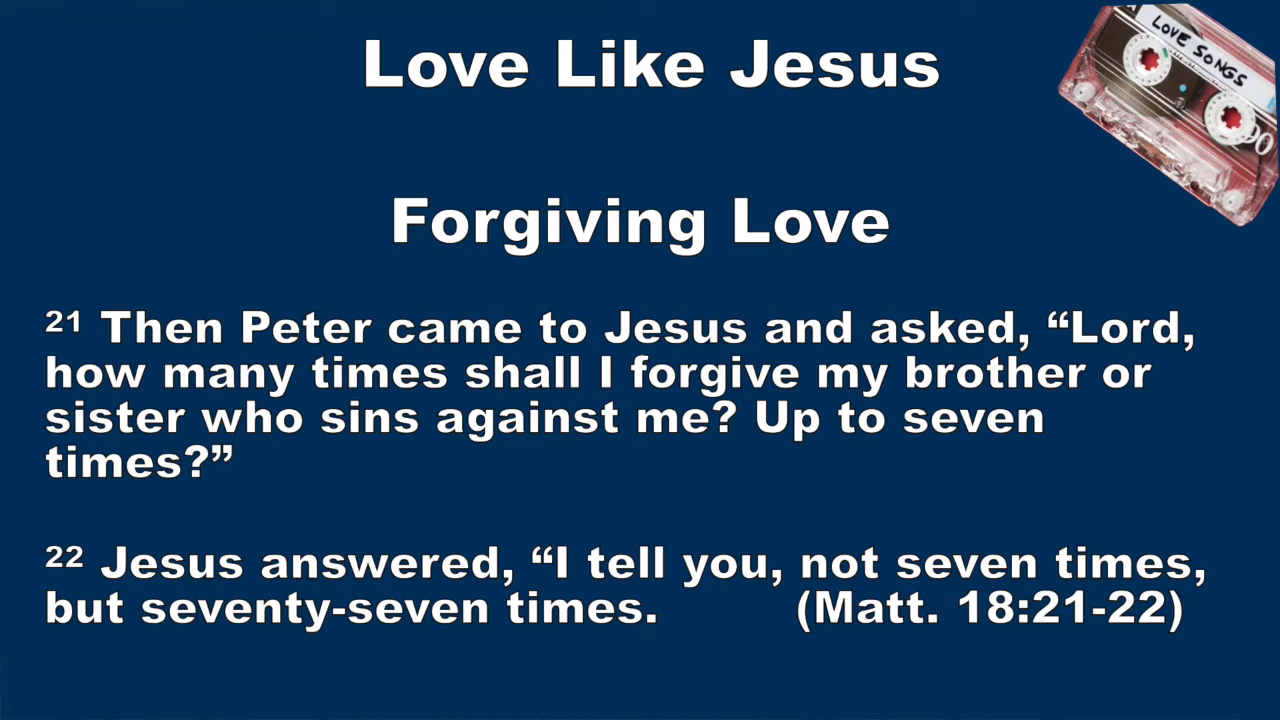 Love Like Jesus
LOVE SONGS
90
Forgiving Love
21 Then Peter came to Jesus and asked, “Lord,
how many times shall I forgive my brother or
sister who sins against me? Up to seven
times?”
22 Jesus answered, “I tell you, not seven times,
but seventy-seven times. (Matt. 18:21-22)